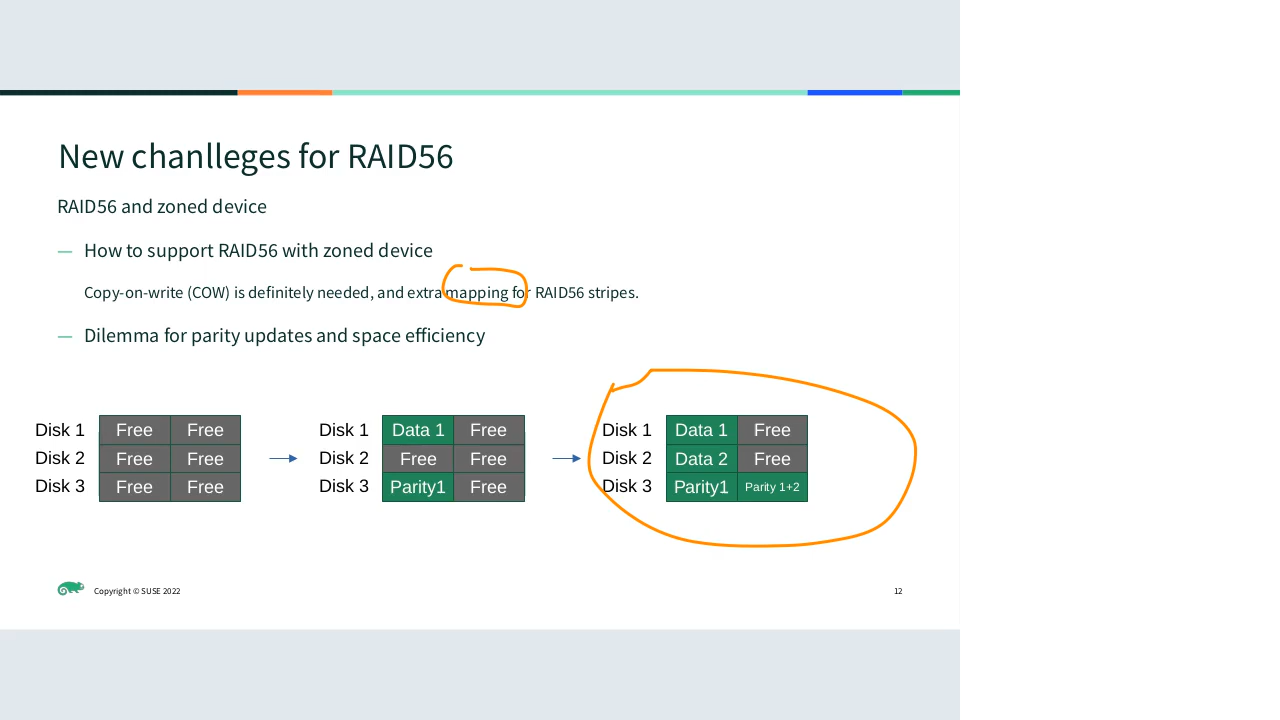 New chanlleges for RAID56
RAID56 and zoned device
— How to support RAID56 with zoned device
Copy-on-write (COW) is definitely needed, and extra mapping for RAID56 stripes.
— Dilemma for parity updates and space efficiency
Disk 1 Free Free Disk 1 Data 1 Free Disk 1 Data 1 Free
Disk 2 Free Free Disk 2 Free Free Disk 2 Data 2 Free
Disk 3 Free Free Disk 3 Parity1 Free Disk 3 Parity1 Parity 1+2
Copyright © SUSE 2022 12